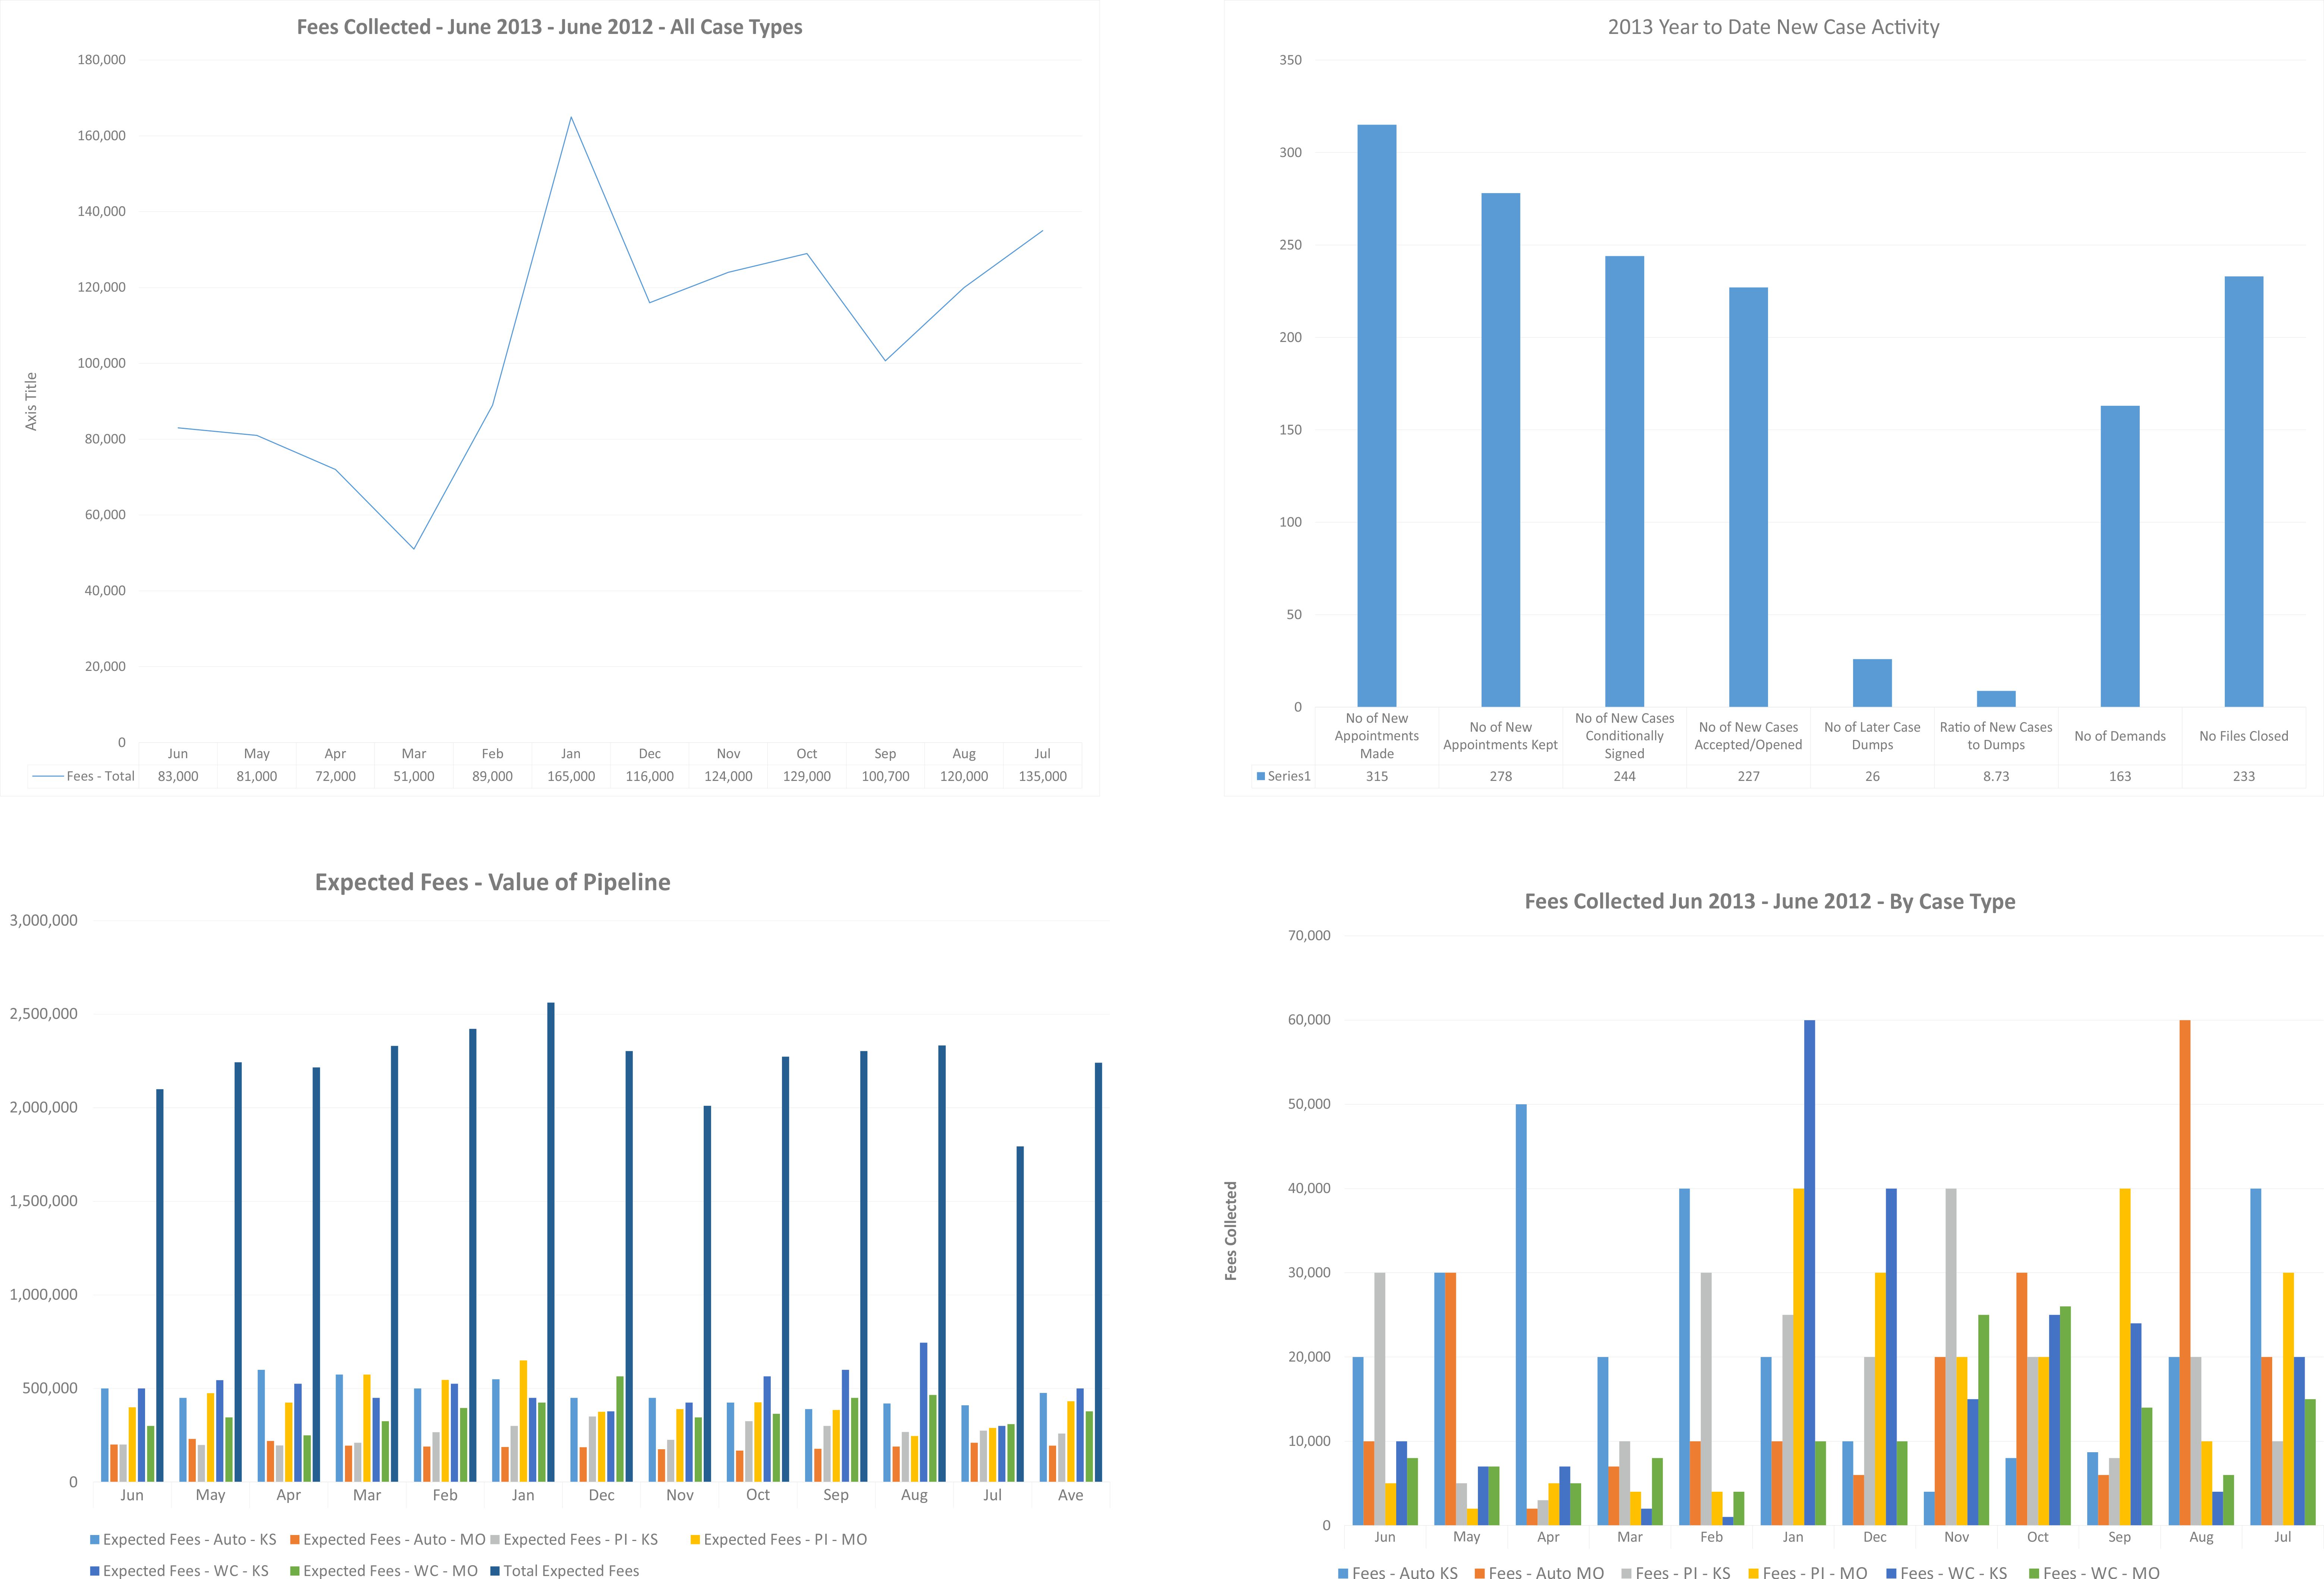 Fees Collected - June 2013 - June 2012 - All Case Types
180,000
160,000
140,000
120,000
100,000
80,000
60,000
40,000
20,000
0
Axis Title
Jun May Apr Mar Feb Jan Dec Nov Oct Sep Aug Jul
Fees - Total 83,000 81,000 72,000 51,000 89,000 165,000 116,000 124,000 129,000 100,700 120,000 135,000
2013 Year to Date New Case Activity
350
300
250
200
150
100
50
0
No of New
Appointments
Made
No of New
Appointments Kept
No of New Cases
Conditionally
Signed
No of New Cases
Accepted/Opened
No of Later Case
Dumps
Ratio of New Cases
to Dumps
No of Demands
No Files Closed
Series1 315 278 244 227 26 8.73 163 233
Expected Fees - Value of Pipeline
3,000,000
2,500,000
2,000,000
1,500,000
1,000,000
500,000
0
Jun May Apr Mar Feb Jan Dec Nov Oct Sep Aug Jul Ave
Expected Fees - Auto - KS Expected Fees - Auto - MO Expected Fees - PI - KS Expected Fees - PI - MO
Expected Fees - WC - KS Expected Fees - WC - MO Total Expected Fees
Fees Collected Jun 2013 - June 2012 - By Case Type
70,000
60,000
50,000
40,000
30,000
20,000
10,000
0
Fees Collected
Jun May Apr Mar Feb Jan Dec Nov Oct Sep Aug Jul
Fees - Auto KS Fees - Auto MO Fees - PI - KS Fees - PI - MO Fees - WC - KS Fees - WC - MO